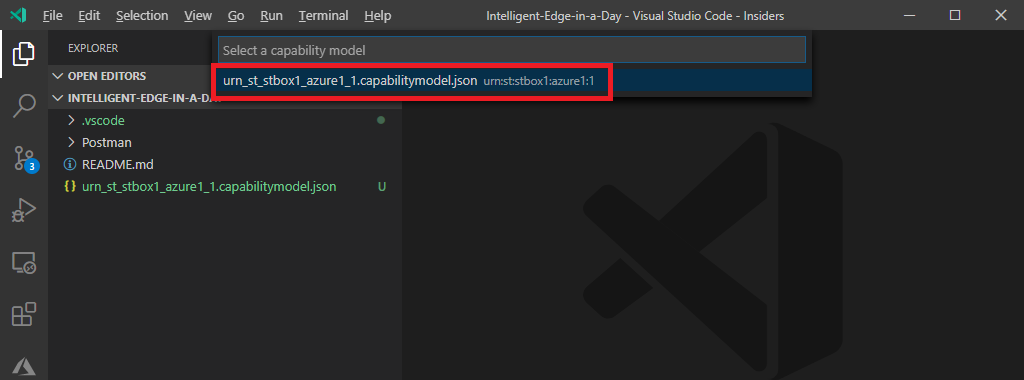 File Edit Selection View Go Run Terminal Help Intelligent-Edge-in-a-Day - Visual Studio Code - Insiders
EXPLORER
Select a capability model
OPEN EDITORS
urn_st_stbox1_azure1_1.capabilitymodel.json urn:st:stbox1:azure1:1
INTELLIGENT-EDGE-IN-A-DAY
.vscode
Postman
README.md
{} urn_st_stbox1_azure1_1.capabilitymodel.json U
3